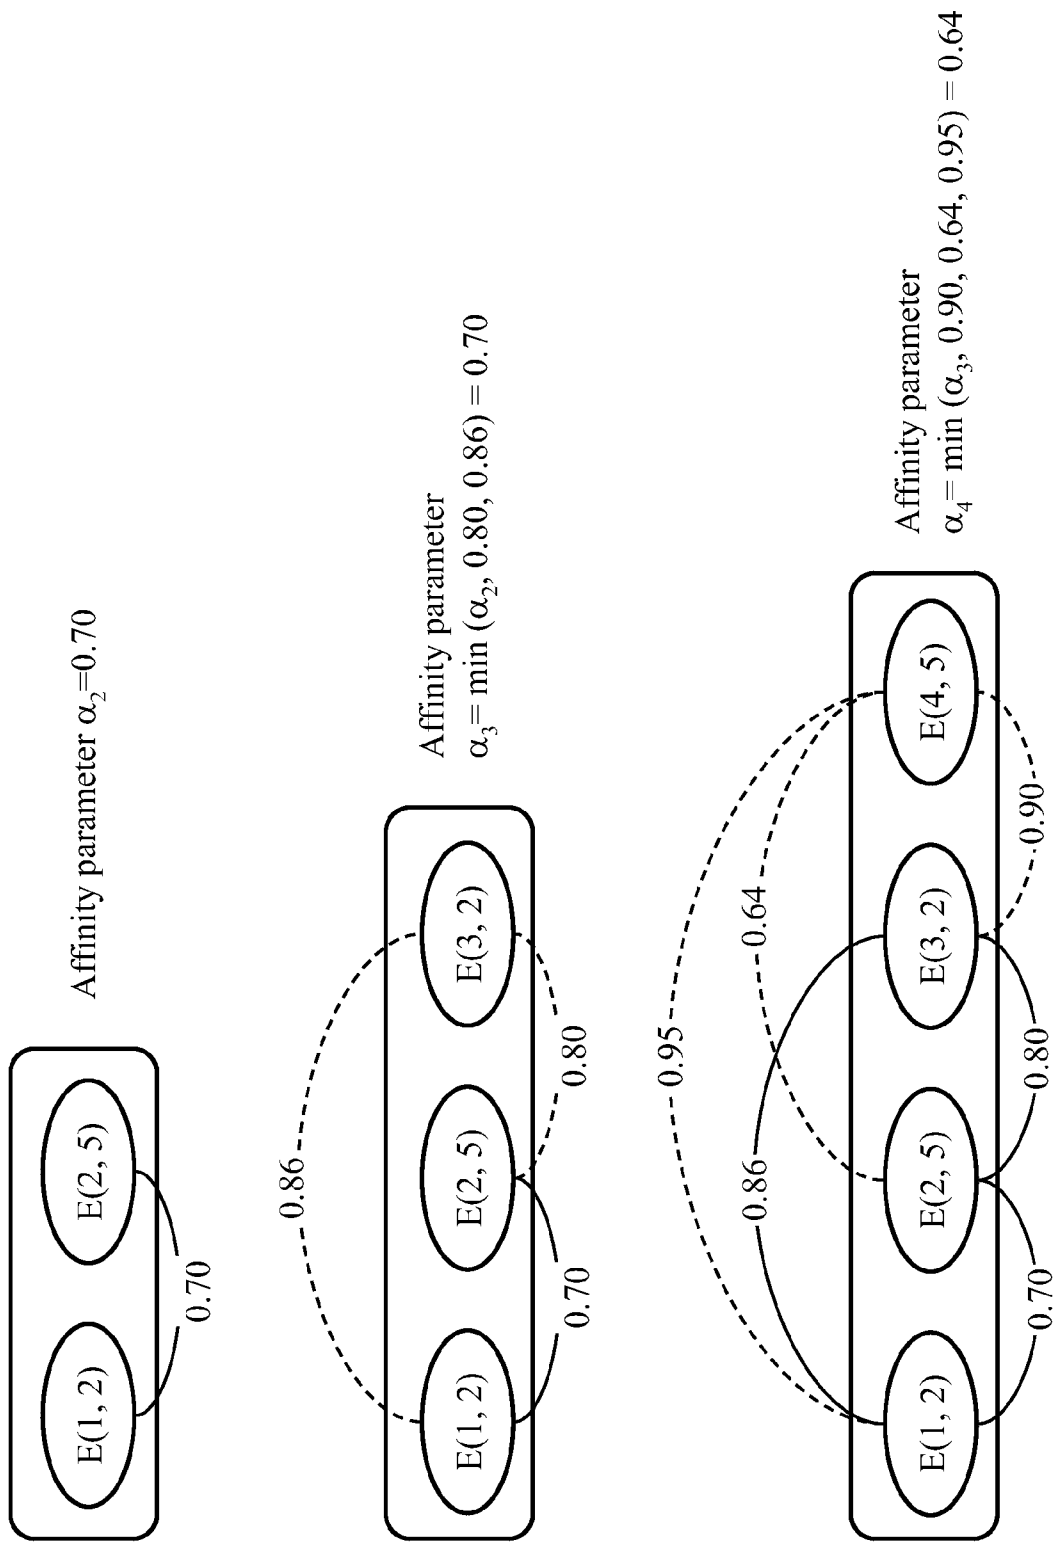 E(1, 2)
E(2, 5)
0.70
Affinity parameter α₂=0.70
0.86
E(1, 2)
E(2, 5)
E(3, 2)
0.70
0.80
Affinity parameter
α₃= min (α₂, 0.80, 0.86) = 0.70
0.95
0.86
0.64
E(1, 2)
E(2, 5)
E(3, 2)
E(4, 5)
0.70
0.80
0.90
Affinity parameter
α₄= min (α₃, 0.90, 0.64, 0.95) = 0.64